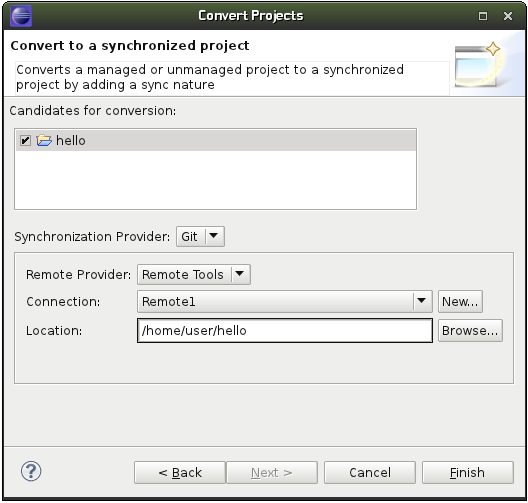 Convert Projects
Convert to a synchronized project
Converts a managed or unmanaged project to a synchronized
project by adding a sync nature
Candidates for conversion:
hello
Synchronization Provider: Git
Remote Provider: Remote Tools
Connection: Remote1 New...
Location: /home/user/hello Browse...
? < Back Next > Cancel Finish